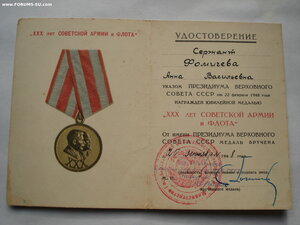 www.FORUMS-SU.com
"XXX лет СОВЕТСКОЙ АРМИИ и ФЛОТА"
XXX
УДОСТОВЕРЕНИЕ
Сержант
Фомичева
Анна Васильевна
УКАЗОМ ПРЕЗИДИУМА ВЕРХОВНОГО
СОВЕТА СССР от 22 февраля 1948 года
НАГРАЖДЕН ЮБИЛЕЙНОЙ МЕДАЛЬЮ
"XXX ЛЕТ СОВЕТСКОЙ АРМИИ
и ФЛОТА"
От имени ПРЕЗИДИУМА ВЕРХОВНОГО
СОВЕТА СССР МЕДАЛЬ ВРУЧЕНА